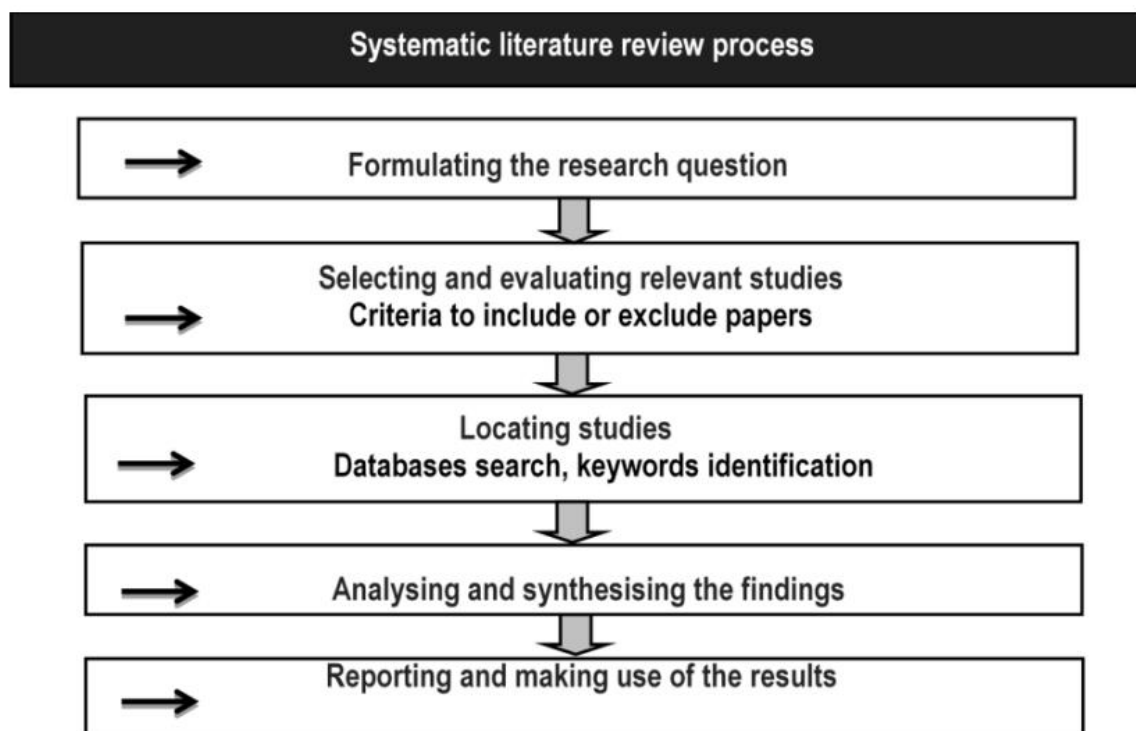 Systematic literature review process
Formulating the research question
Selecting and evaluating relevant studies
Criteria to include or exclude papers
Locating studies
Databases search, keywords identification
Analysing and synthesising the findings
Reporting and making use of the results